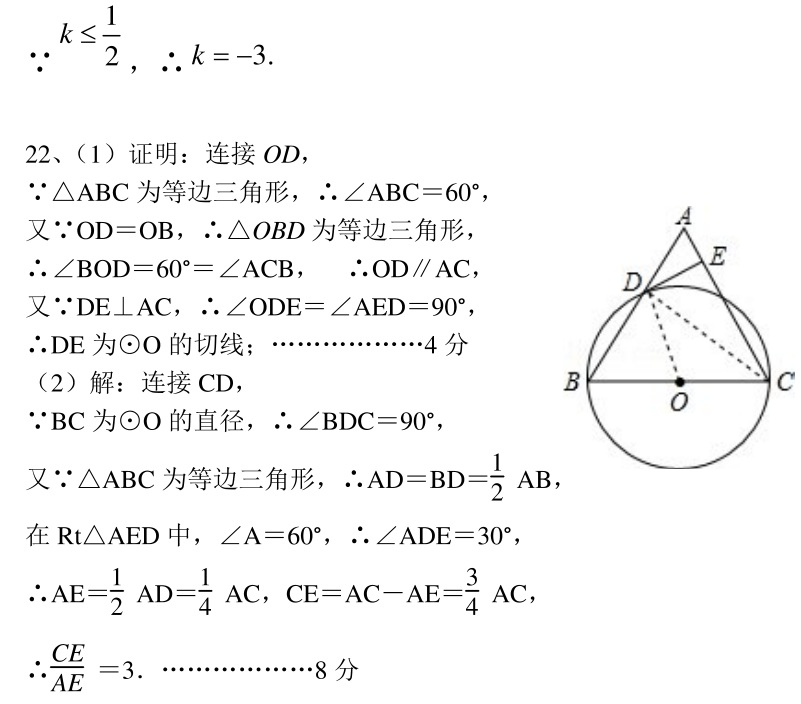 ∵ k ≤ 1/2，∴ k = −3.
22、（1）证明：连接 OD，
∵△ABC 为等边三角形，∴∠ABC＝60°，
又∵OD＝OB，∴△OBD 为等边三角形，
∴∠BOD＝60°＝∠ACB， ∴OD∥AC，
又∵DE⊥AC，∴∠ODE＝∠AED＝90°，
∴DE 为⊙O 的切线；………………4 分
（2）解：连接 CD，
∵BC 为⊙O 的直径，∴∠BDC＝90°，
又∵△ABC 为等边三角形，∴AD＝BD＝1/2 AB，
在 Rt△AED 中，∠A＝60°，∴∠ADE＝30°，
∴AE＝1/2 AD＝1/4 AC，CE＝AC－AE＝3/4 AC，
∴CE/AE ＝3．………………8 分
A
E
D
B
O
C